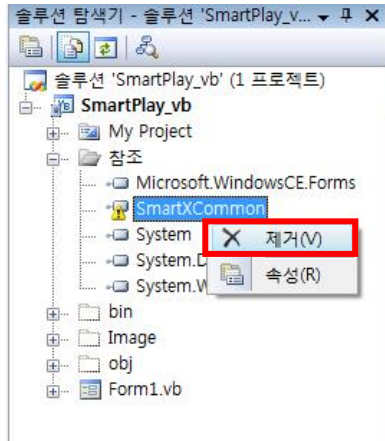 솔루션 탐색기 - 솔루션 'SmartPlay_v...
솔루션 'SmartPlay_vb' (1 프로젝트)
SmartPlay_vb
My Project
참조
Microsoft.WindowsCE.Forms
SmartXCommon
System
제거(V)
System.D
속성(R)
System.W
bin
Image
obj
Form1.vb